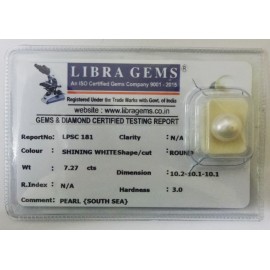 LIBRA GEMS
An ISO Certified Gems Company 9001 - 2015
Registered Under the Trade Marks with Govt. of India
website : www.libragems.co.in
GEMS & DIAMOND CERTIFIED TESTING REPORT
ReportNo: LPSC 181 Clarity : N/A
Colour : SHINING WHITE Shape/cut : ROUND
Wt : 7.27 cts Dimension : 10.2-10.1-10.1
R.Index : N/A Hardness : 3.0
Comment : PEARL {SOUTH SEA}